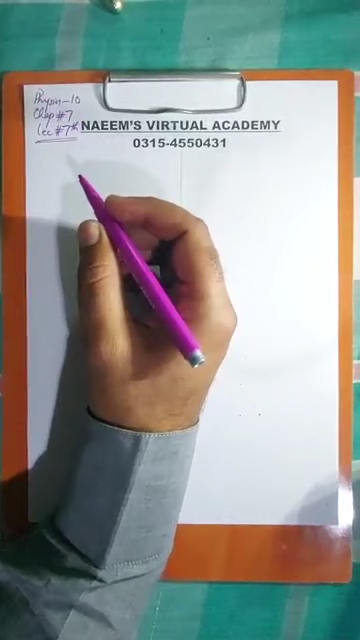 Physics-10
Chap#7
Lec#7*
NAEEM'S VIRTUAL ACADEMY
0315-4550431